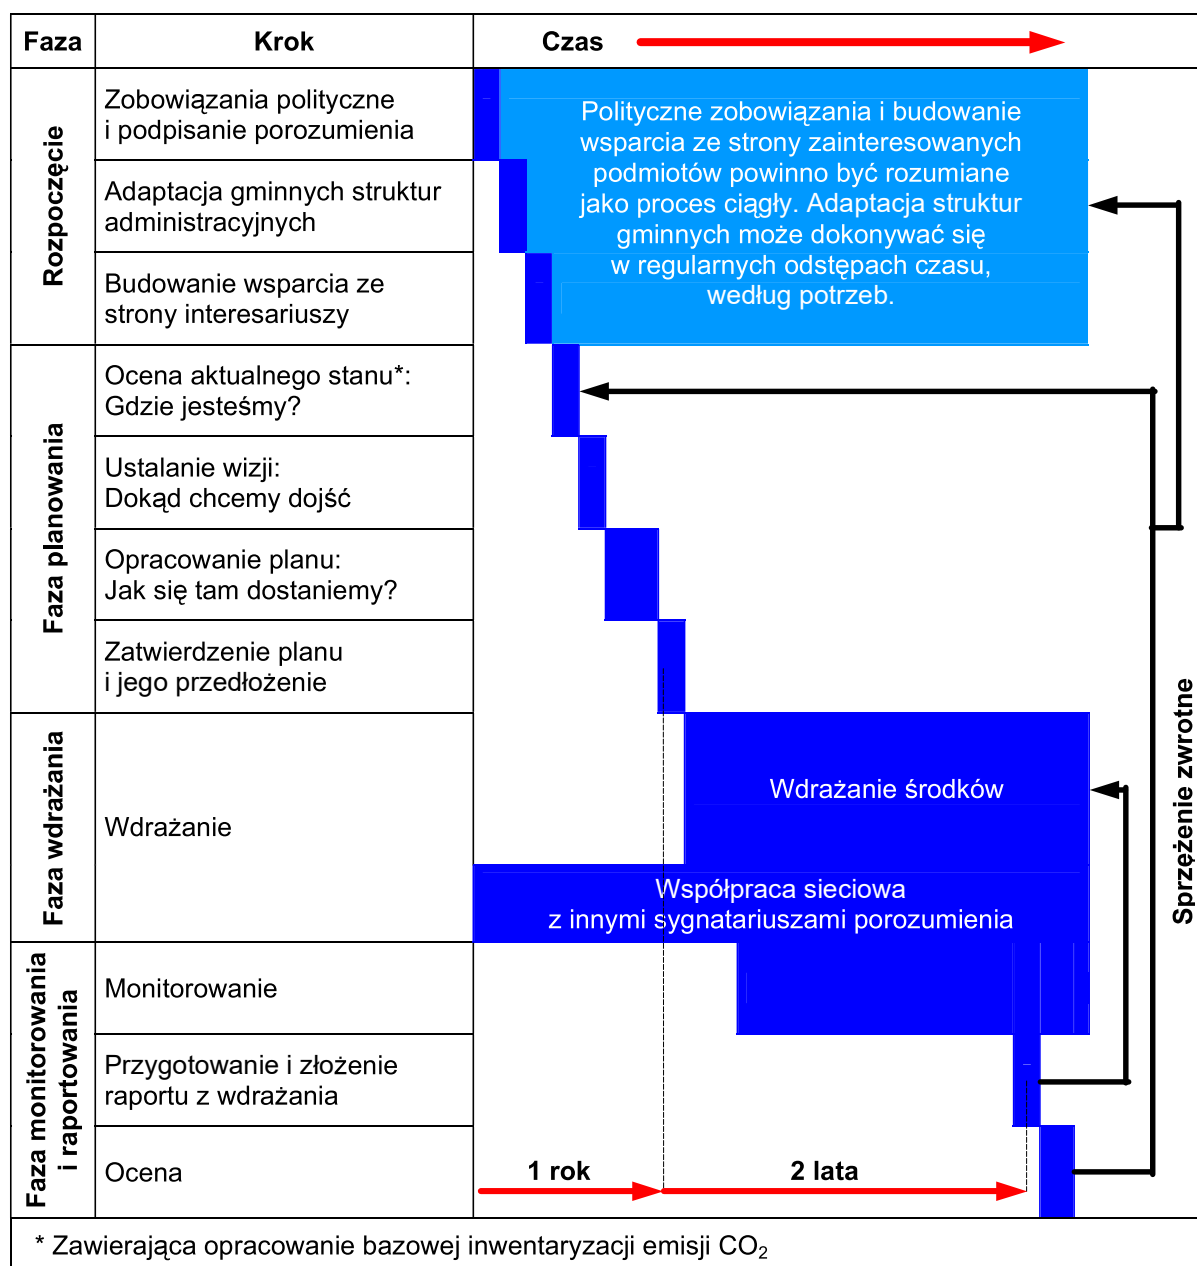 Faza
Krok
Czas
Rozpoczęcie
Zobowiązania polityczne
i podpisanie porozumienia
Polityczne zobowiązania i budowanie
wsparcia ze strony zainteresowanych
podmiotów powinno być rozumiane
jako proces ciągły. Adaptacja struktur
gminnych może dokonywać się
w regularnych odstępach czasu,
według potrzeb.
Adaptacja gminnych struktur
administracyjnych
Budowanie wsparcia ze
strony interesariuszy
Faza planowania
Ocena aktualnego stanu*:
Gdzie jesteśmy?
Ustalanie wizji:
Dokąd chcemy dojść
Opracowanie planu:
Jak się tam dostaniemy?
Zatwierdzenie planu
i jego przedłożenie
Faza wdrażania
Wdrażanie
Wdrażanie środków
Współpraca sieciowa
z innymi sygnatariuszami porozumienia
Sprzężenie zwrotne
Faza monitorowania
i raportowania
Monitorowanie
Przygotowanie i złożenie
raportu z wdrażania
Ocena
1 rok
2 lata
* Zawierająca opracowanie bazowej inwentaryzacji emisji CO₂